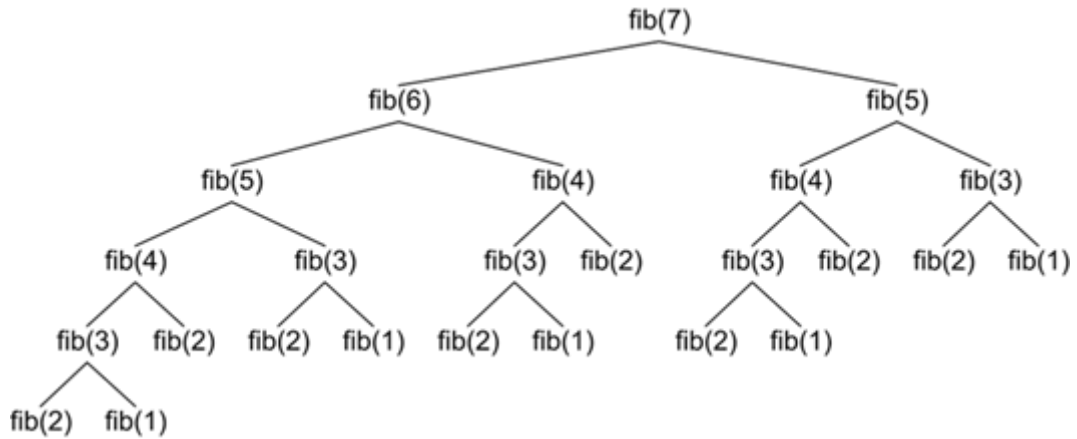 fib(7)
fib(6) fib(5)
fib(5) fib(4) fib(4) fib(3)
fib(4) fib(3) fib(3) fib(2) fib(3) fib(2) fib(2) fib(1)
fib(3) fib(2) fib(2) fib(1) fib(2) fib(1) fib(2) fib(1)
fib(2) fib(1)